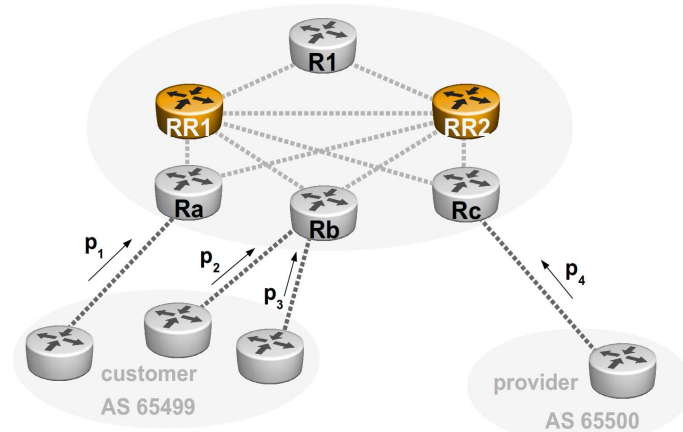 R1
RR1
RR2
Ra
Rb
Rc
p1
p2
p3
p4
customer
AS 65499
provider
AS 65500